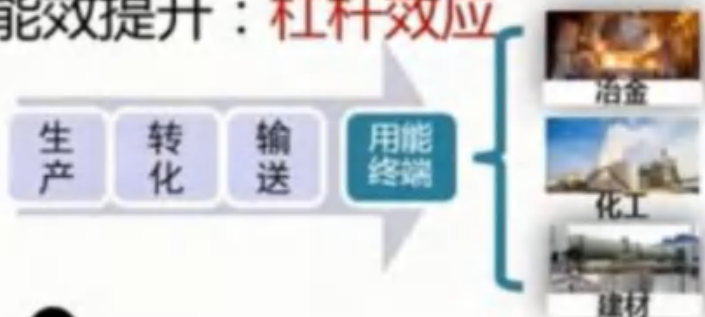 能效提升：杠杆效应
生产
转化
输送
用能
终端
冶金
化工
建材